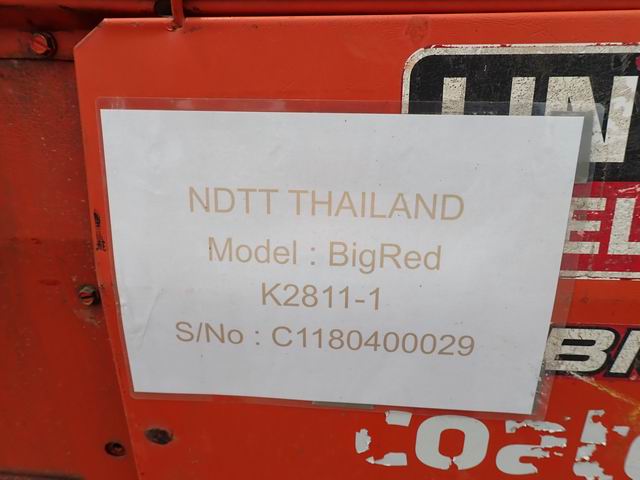 NDTT THAILAND
Model : BigRed
K2811-1
S/No : C1180400029